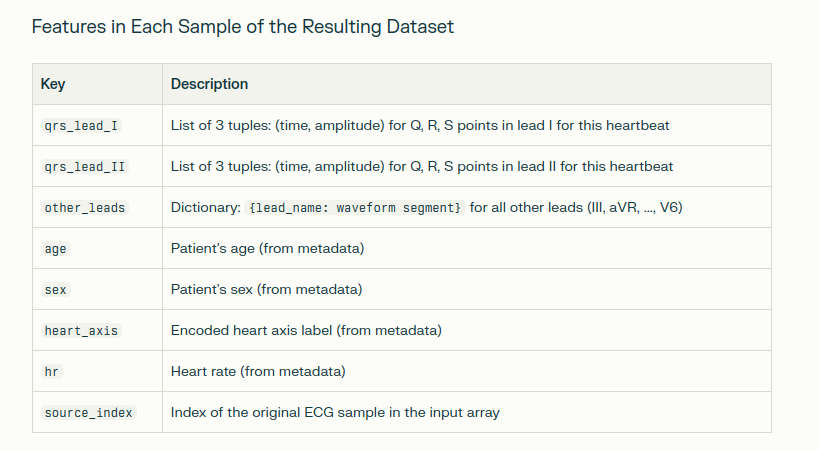 Features in Each Sample of the Resulting Dataset
Key Description
qrs_lead_I List of 3 tuples: (time, amplitude) for Q, R, S points in lead I for this heartbeat
qrs_lead_II List of 3 tuples: (time, amplitude) for Q, R, S points in lead II for this heartbeat
other_leads Dictionary: {lead_name: waveform segment} for all other leads (III, aVR, ..., V6)
age Patient's age (from metadata)
sex Patient's sex (from metadata)
heart_axis Encoded heart axis label (from metadata)
hr Heart rate (from metadata)
source_index Index of the original ECG sample in the input array